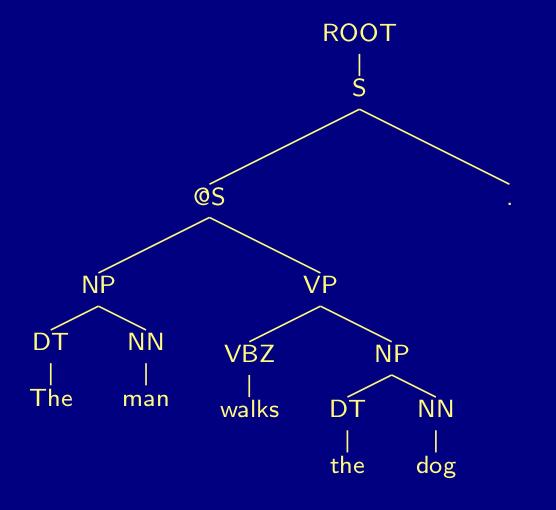 ROOT
S
@S .
NP VP
DT NN VBZ NP
The man walks DT NN
the dog